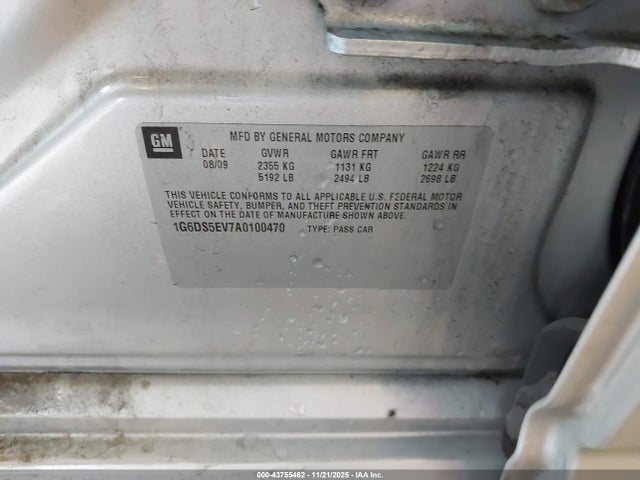 GM
MFD BY GENERAL MOTORS COMPANY
DATE GVWR GAWR FRT GAWR RR
08/09 2355 KG 1131 KG 1224 KG
5192 LB 2494 LB 2698 LB
THIS VEHICLE CONFORMS TO ALL APPLICABLE U.S. FEDERAL MOTOR
VEHICLE SAFETY, BUMPER, AND THEFT PREVENTION STANDARDS
IN EFFECT ON THE DATE OF MANUFACTURE SHOWN ABOVE.
1G6DS5EV7A0100470 TYPE: PASS CAR
000-43755462 - 11/21/2025 - IAA Inc.